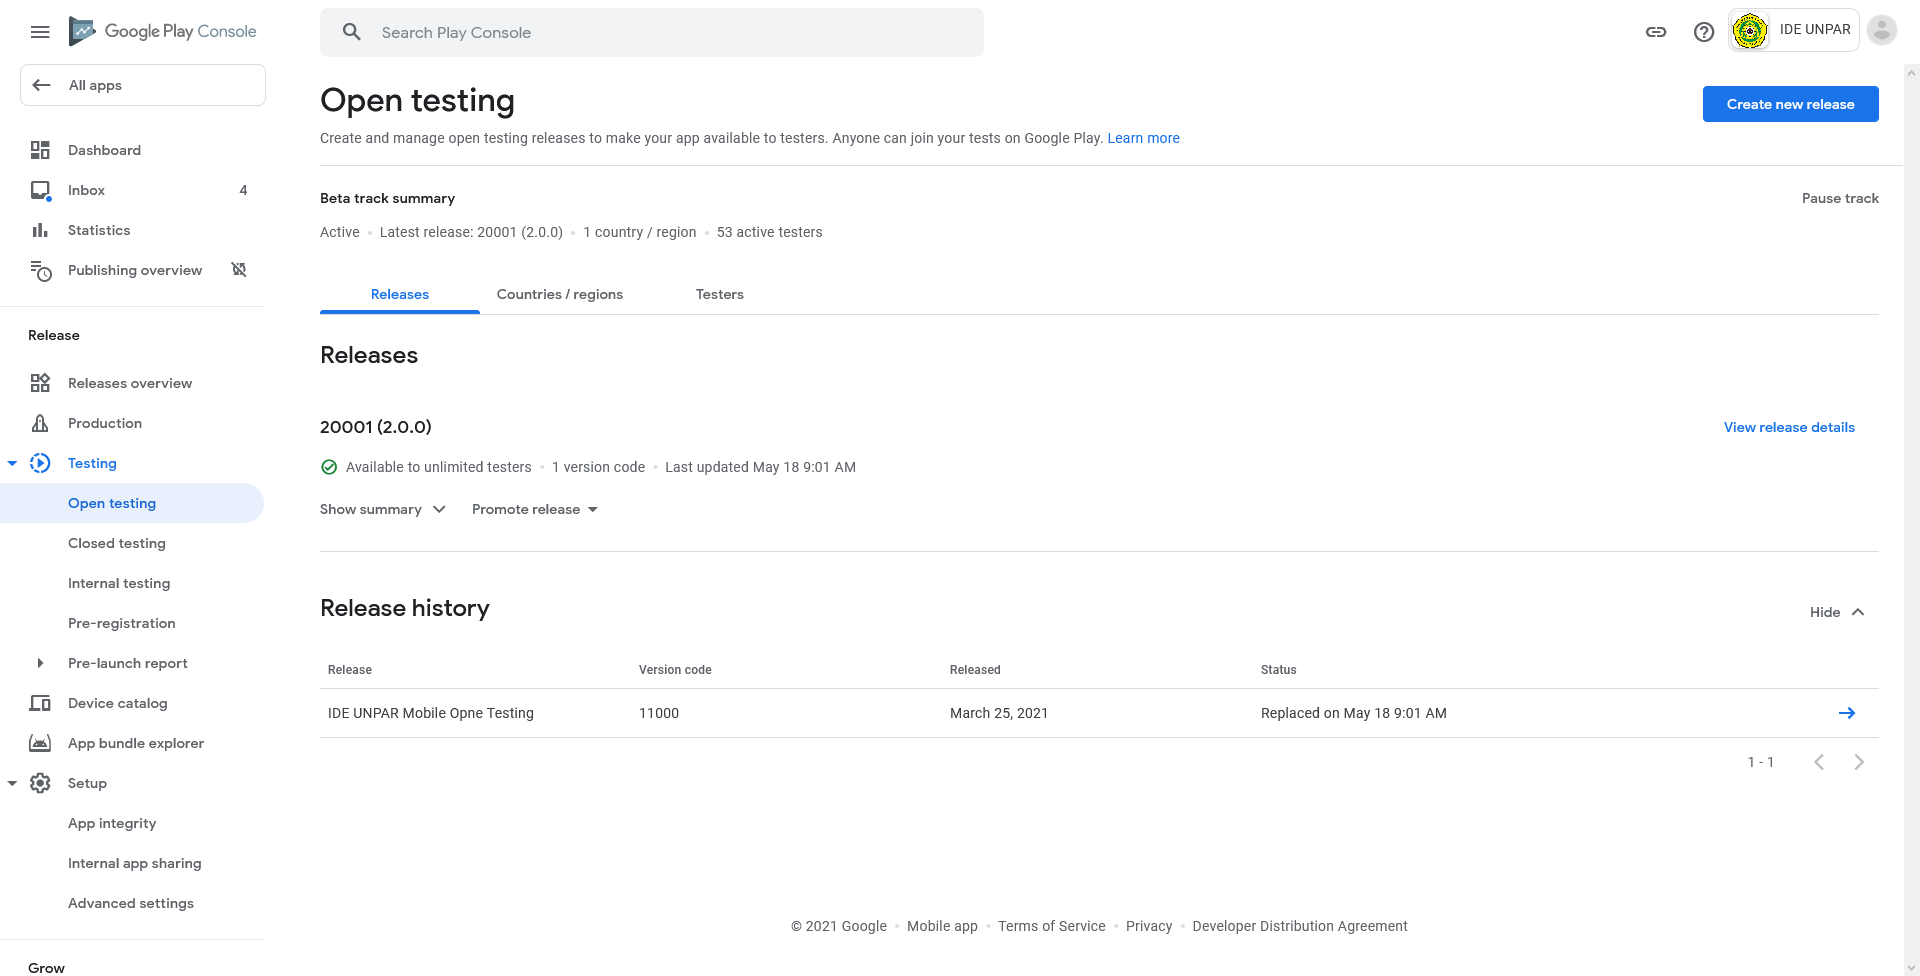 Google Play Console
Search Play Console
IDE UNPAR
All apps
Dashboard
Inbox 4
Statistics
Publishing overview
Release
Releases overview
Production
Testing
Open testing
Closed testing
Internal testing
Pre-registration
Pre-launch report
Device catalog
App bundle explorer
Setup
App integrity
Internal app sharing
Advanced settings
Grow
Open testing
Create new release
Create and manage open testing releases to make your app available to testers. Anyone can join your tests on Google Play. Learn more
Beta track summary
Pause track
Active • Latest release: 20001 (2.0.0) • 1 country / region • 53 active testers
Releases Countries / regions Testers
Releases
20001 (2.0.0)
View release details
Available to unlimited testers • 1 version code • Last updated May 18 9:01 AM
Show summary Promote release
Release history
Hide
Release Version code Released Status
IDE UNPAR Mobile Opne Testing 11000 March 25, 2021 Replaced on May 18 9:01 AM
1 - 1
© 2021 Google • Mobile app • Terms of Service • Privacy • Developer Distribution Agreement